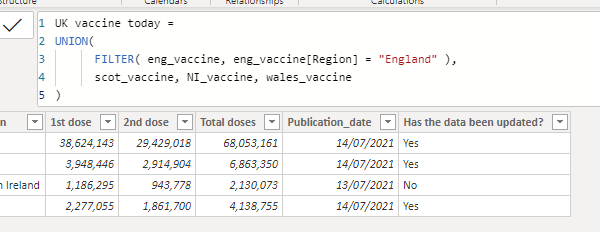 Structure Calendars Relationships Calculations
1 UK vaccine today =
2 UNION(
3 FILTER( eng_vaccine, eng_vaccine[Region] = "England" ),
4 scot_vaccine, NI_vaccine, wales_vaccine
5 )
n 1st dose 2nd dose Total doses Publication_date Has the data been updated?
38,624,143 29,429,018 68,053,161 14/07/2021 Yes
3,948,446 2,914,904 6,863,350 14/07/2021 Yes
n Ireland 1,186,295 943,778 2,130,073 13/07/2021 No
2,277,055 1,861,700 4,138,755 14/07/2021 Yes